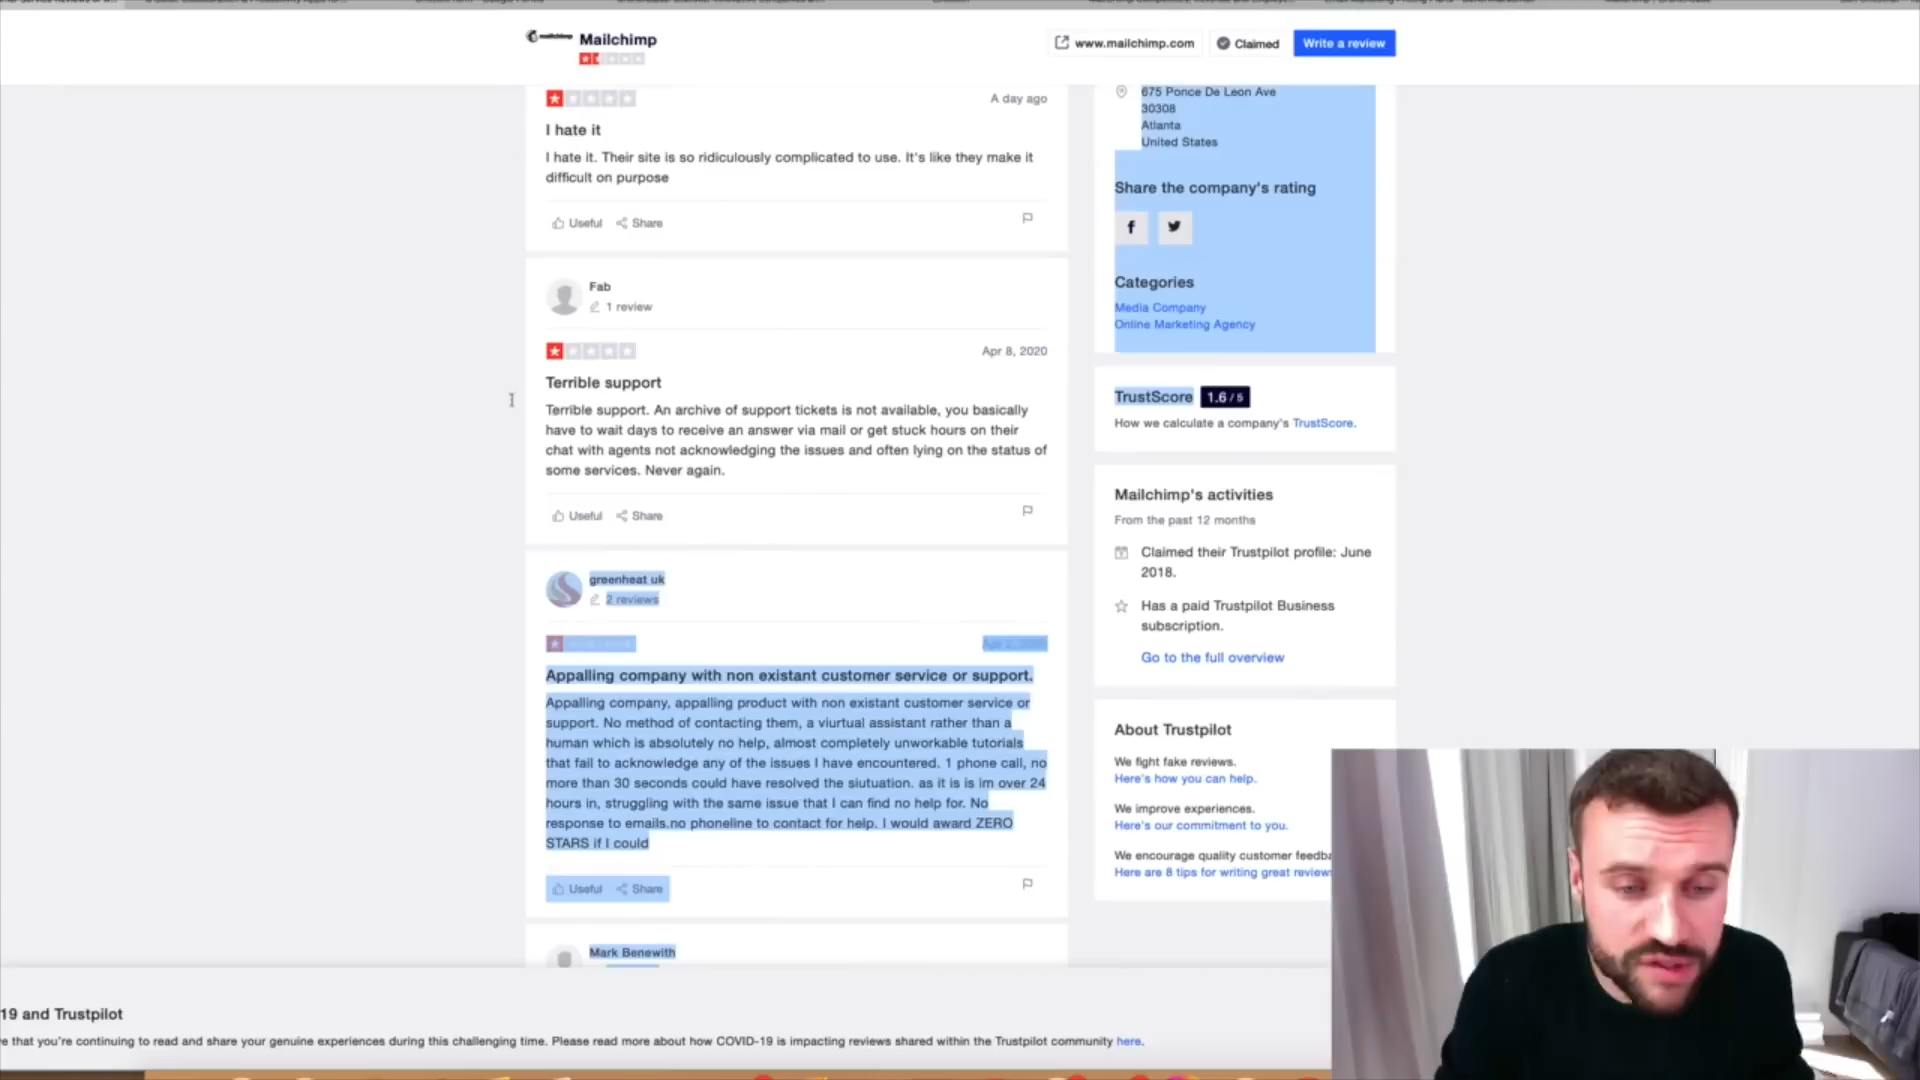 mailchimp
Mailchimp
www.mailchimp.com
Claimed
Write a review
A day ago
I hate it
I hate it. Their site is so ridiculously complicated to use. It's like they make it
difficult on purpose
Useful
Share
Fab
1 review
Apr 8, 2020
Terrible support
Terrible support. An archive of support tickets is not available, you basically
have to wait days to receive an answer via mail or get stuck hours on their
chat with agents not acknowledging the issues and often lying on the status of
some services. Never again.
Useful
Share
greenheat uk
2 reviews
Appalling company with non existant customer service or support.
Appalling company, appalling product with non existant customer service or
support. No method of contacting them, a viurtual assistant rather than a
human which is absolutely no help, almost completely unworkable tutorials
that fail to acknowledge any of the issues I have encountered. 1 phone call, no
more than 30 seconds could have resolved the siutuation. as it is is im over 24
hours in, struggling with the same issue that I can find no help for. No
response to emails.no phoneline to contact for help. I would award ZERO
STARS if I could
Useful
Share
Mark Benewith
675 Ponce De Leon Ave
30308
Atlanta
United States
Share the company's rating
Categories
Media Company
Online Marketing Agency
TrustScore 1.6 / 5
How we calculate a company's TrustScore.
Mailchimp's activities
From the past 12 months
Claimed their Trustpilot profile: June
2018.
Has a paid Trustpilot Business
subscription.
Go to the full overview
About Trustpilot
We fight fake reviews.
Here's how you can help.
We improve experiences.
Here's our commitment to you.
We encourage quality customer feedba
Here are 8 tips for writing great reviews
19 and Trustpilot
e that you're continuing to read and share your genuine experiences during this challenging time. Please read more about how COVID-19 is impacting reviews shared within the Trustpilot community here.